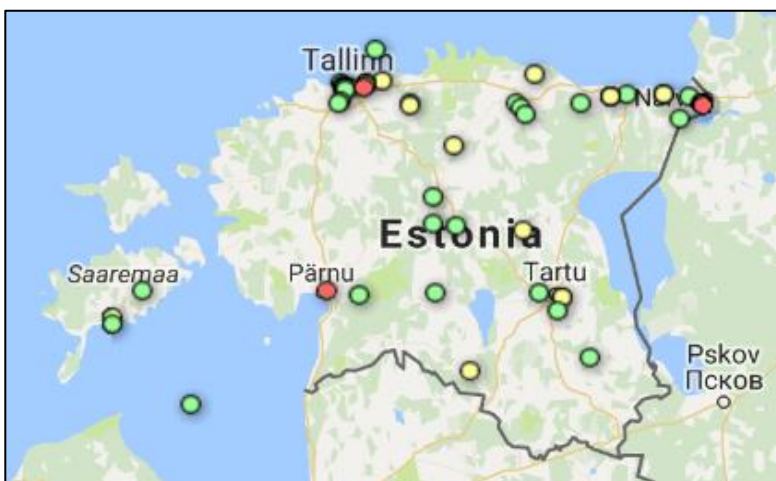 Tallinn
Estonia
Saaremaa
Pärnu
Tartu
Pskov
Псков